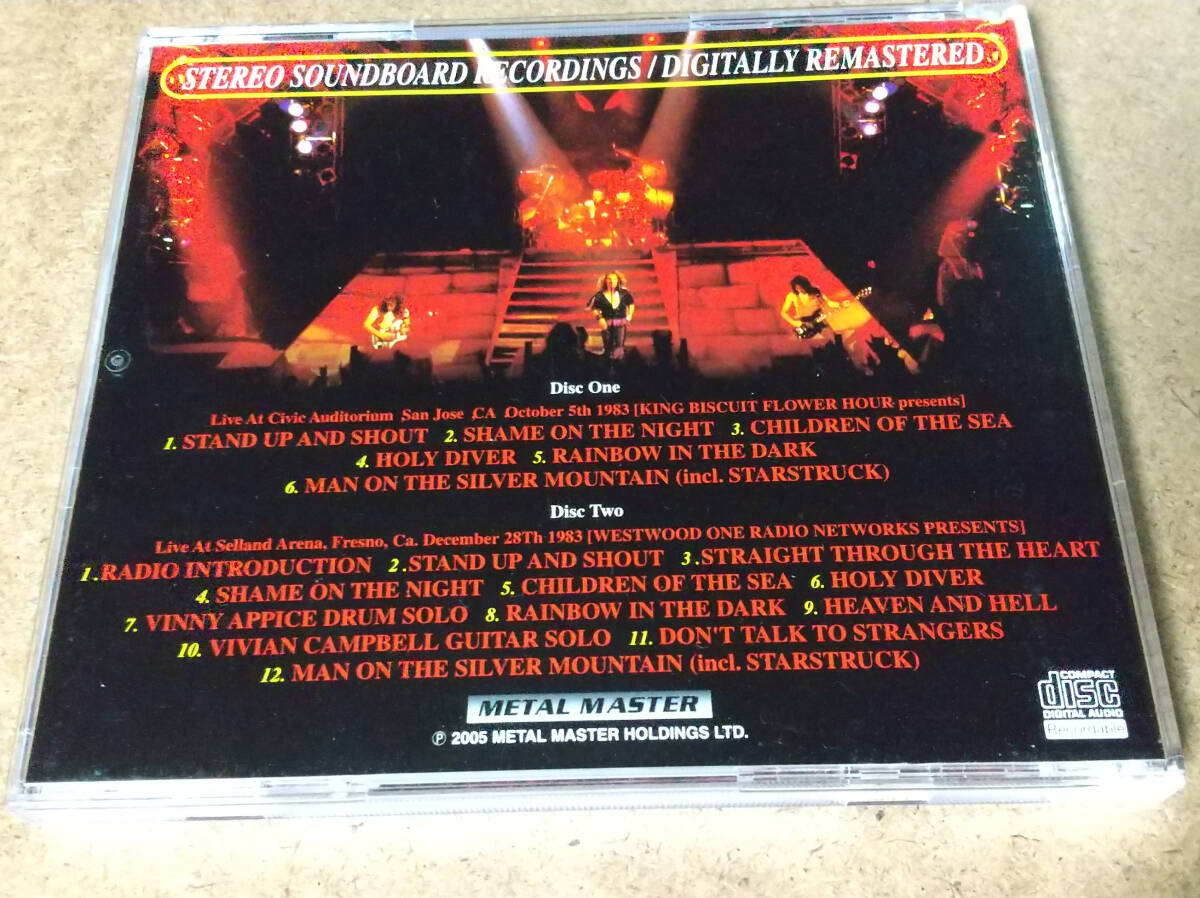 STEREO SOUNDBOARD RECORDINGS / DIGITALLY REMASTERED
Disc One
Live At Civic Auditorium ,San Jose ,CA October 5th 1983 [KING BISCUIT FLOWER HOUR presents]
1. STAND UP AND SHOUT 2. SHAME ON THE NIGHT 3. CHILDREN OF THE SEA
4. HOLY DIVER 5. RAINBOW IN THE DARK
6. MAN ON THE SILVER MOUNTAIN (incl. STARSTRUCK)
Disc Two
Live At Selland Arena, Fresno, Ca. December 28Th 1983 [WESTWOOD ONE RADIO NETWORKS PRESENTS]
1.RADIO INTRODUCTION 2.STAND UP AND SHOUT 3.STRAIGHT THROUGH THE HEART
4. SHAME ON THE NIGHT 5. CHILDREN OF THE SEA 6. HOLY DIVER
7. VINNY APPICE DRUM SOLO 8. RAINBOW IN THE DARK 9. HEAVEN AND HELL
10. VIVIAN CAMPBELL GUITAR SOLO 11. DON'T TALK TO STRANGERS
12. MAN ON THE SILVER MOUNTAIN (incl. STARSTRUCK)
METAL MASTER
℗ 2005 METAL MASTER HOLDINGS LTD.
COMPACT
disc
DIGITAL AUDIO
Recordable